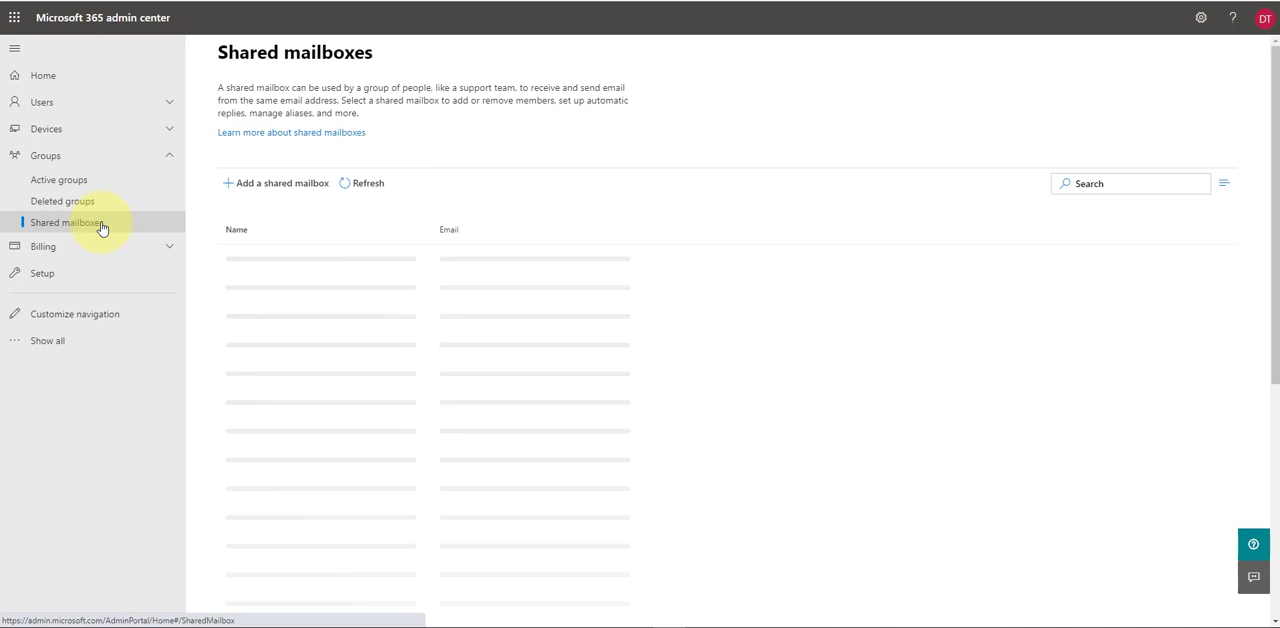 Microsoft 365 admin center
DT
Home
Users
Devices
Groups
Active groups
Deleted groups
Shared mailboxes
Billing
Setup
Customize navigation
Show all
Shared mailboxes
A shared mailbox can be used by a group of people, like a support team, to receive and send email
from the same email address. Select a shared mailbox to add or remove members, set up automatic
replies, manage aliases, and more.
Learn more about shared mailboxes
Add a shared mailbox
Refresh
Search
Name
Email
https://admin.microsoft.com/AdminPortal/Home#/SharedMailbox